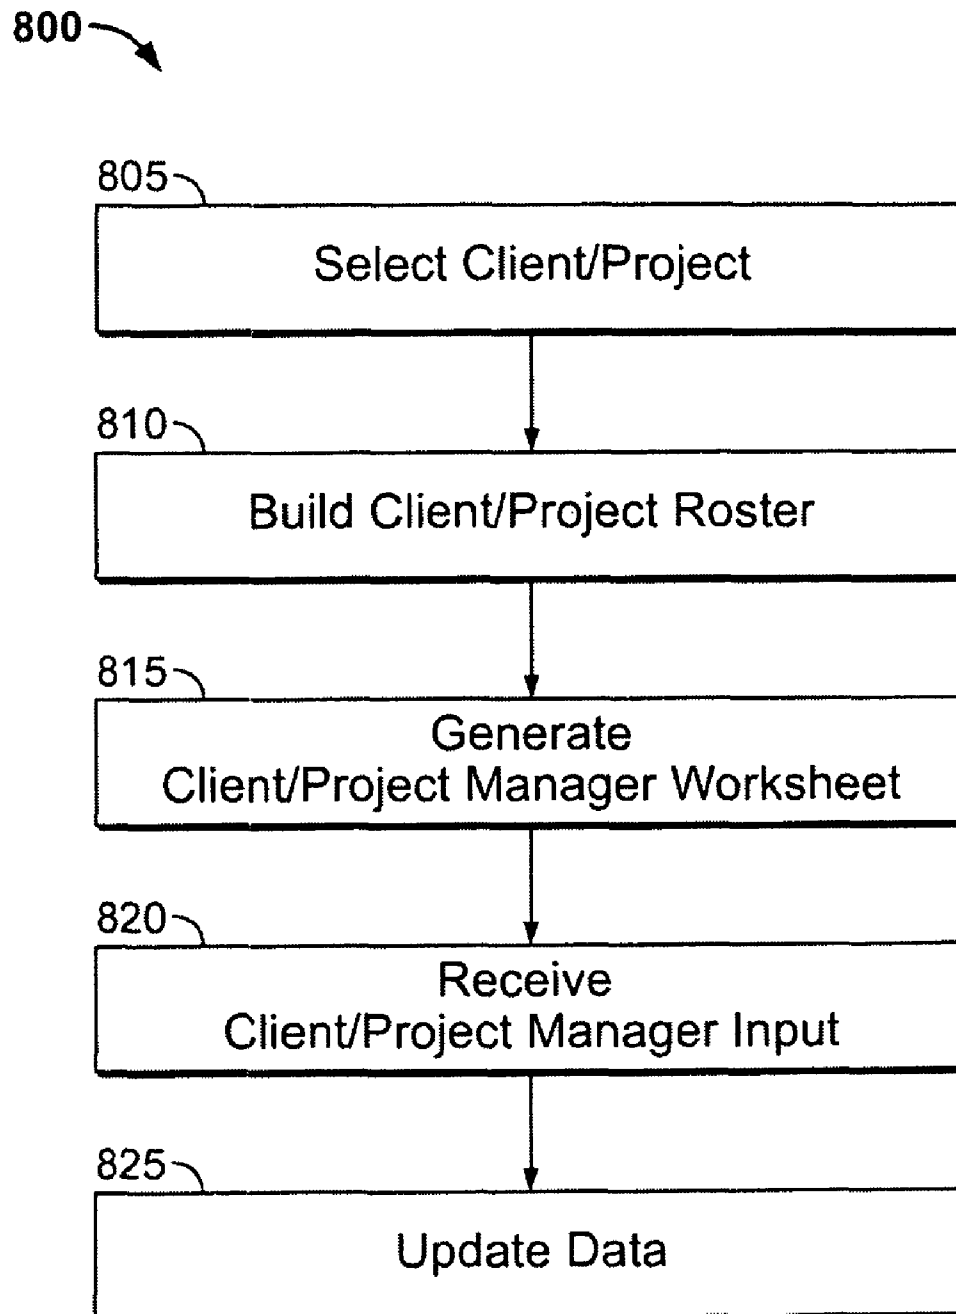 800
805
Select Client/Project
810
Build Client/Project Roster
815
Generate
Client/Project Manager Worksheet
820
Receive
Client/Project Manager Input
825
Update Data